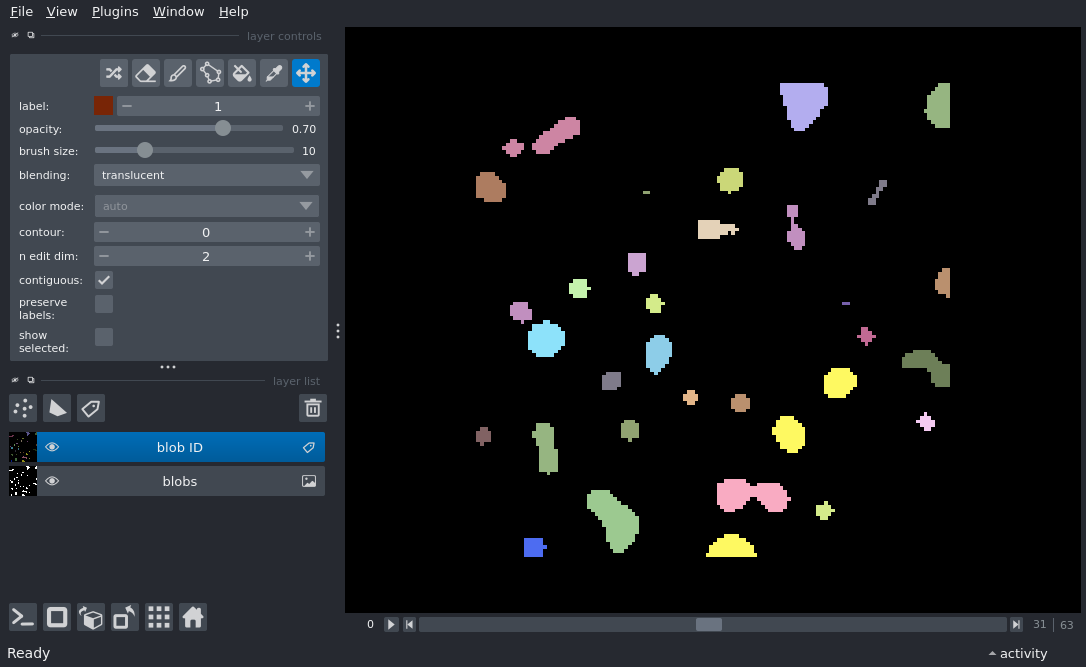 File View Plugins Window Help
layer controls
label: 1
opacity: 0.70
brush size: 10
blending: translucent
color mode: auto
contour: 0
n edit dim: 2
contiguous:
preserve
labels:
show
selected:
layer list
blob ID
blobs
0 31 | 63
Ready activity